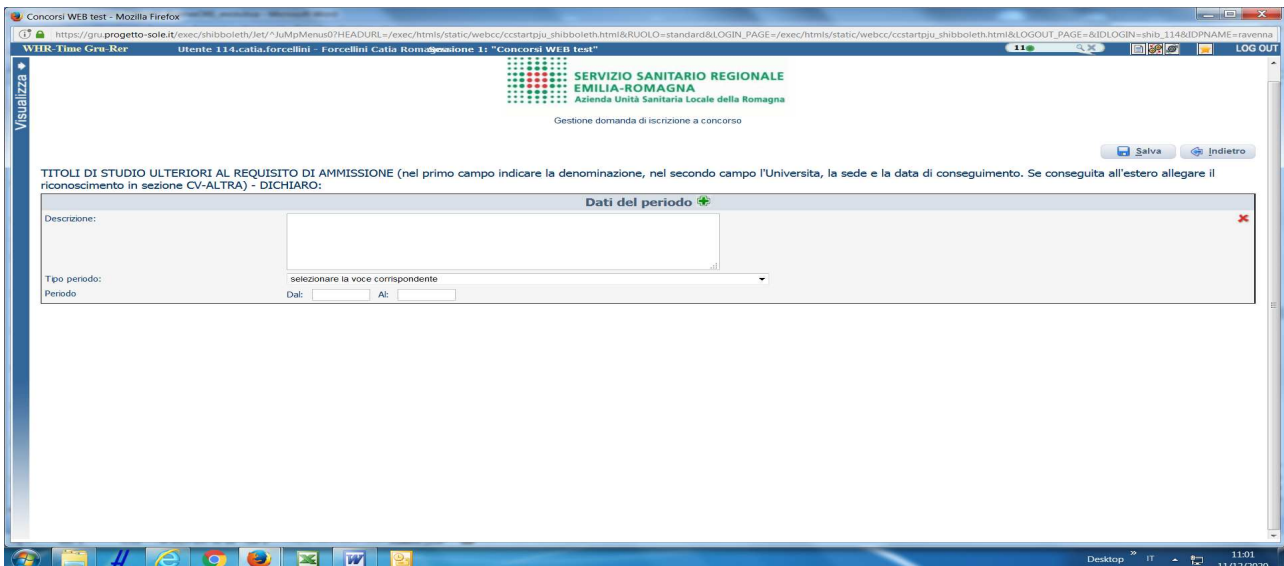 Concorsi WEB test - Mozilla Firefox
https://gru.progetto-sole.it/exec/shibboleth/Jet/^JuMpMenus0?HEADURL=/exec/htmls/static/webcc/ccstartpju_shibboleth.html&RUOLO=standard&LOGIN_PAGE=/exec/htmls/static/webcc/ccstartpju_shibboleth.html&LOGOUT_PAGE=&IDLOGIN=shib_114&IDPNAME=ravenna
WHR-Time Gru-Rer Utente 114.catia.forcellini - Forcellini Catia 1: "Concorsi WEB test" 11 LOG OUT
Visualizza
SERVIZIO SANITARIO REGIONALE
EMILIA-ROMAGNA
Azienda Unità Sanitaria Locale della Romagna
Gestione domanda di iscrizione a concorso
Salva Indietro
TITOLI DI STUDIO ULTERIORI AL REQUISITO DI AMMISSIONE (nel primo campo indicare la denominazione, nel secondo campo l'Universita, la sede e la data di conseguimento. Se conseguita all'estero allegare il
riconoscimento in sezione CV-ALTRA) - DICHIARO:
Dati del periodo
Descrizione:
Tipo periodo: selezionare la voce corrispondente
Periodo Dal: Al:
Desktop » IT 11:01
11/12/2020